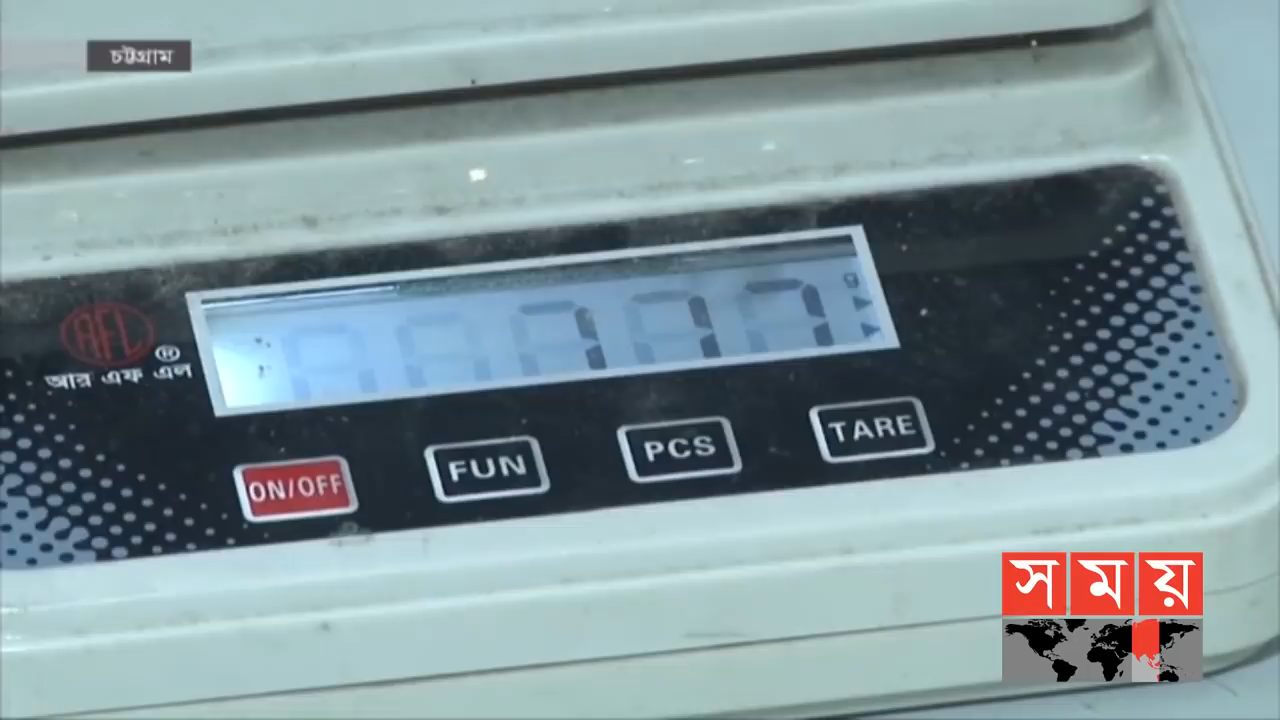 চট্টগ্রাম
RFL ®
আর এফ এল
g
ON/OFF FUN PCS TARE
সময়